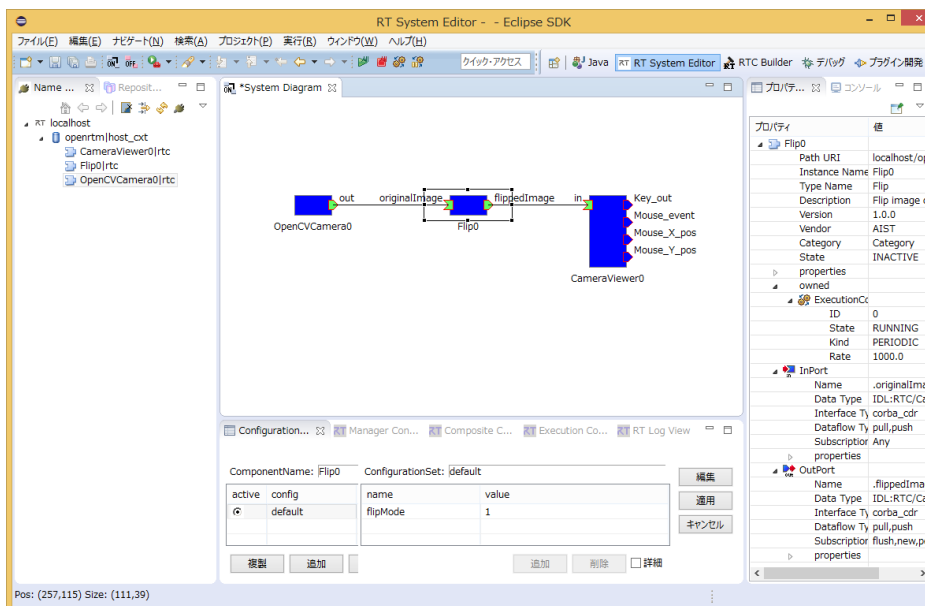 RT System Editor - - Eclipse SDK
ファイル(F) 編集(E) ナビゲート(N) 検索(A) プロジェクト(P) 実行(R) ウィンドウ(W) ヘルプ(H)
クイック・アクセス Java RT RT System Editor RTC Builder デバッグ プラグイン開発
Name ... Reposit...
RT localhost
openrtm|host_cxt
CameraViewer0|rtc
Flip0|rtc
OpenCVCamera0|rtc
*System Diagram
out originalImage flippedImage in Key_out
Mouse_event
Mouse_X_pos
Mouse_Y_pos
OpenCVCamera0 Flip0
CameraViewer0
Configuration... RT Manager Con... RT Composite C... RT Execution Co... RT RT Log View
ComponentName: Flip0 ConfigurationSet: default
編集
active config name value
default flipMode 1
適用
キャンセル
複製 追加 追加 削除 詳細
プロパテ... コンソール
プロパティ 値
Flip0
Path URI localhost/op
Instance Name Flip0
Type Name Flip
Description Flip image
Version 1.0.0
Vendor AIST
Category Category
State INACTIVE
properties
owned
ExecutionCo
ID 0
State RUNNING
Kind PERIODIC
Rate 1000.0
InPort
Name .originalIma
Data Type IDL:RTC/Ca
Interface Ty corba_cdr
Dataflow Ty pull,push
Subscription Any
properties
OutPort
Name .flippedIma
Data Type IDL:RTC/Ca
Interface Ty corba_cdr
Dataflow Ty pull,push
Subscription flush,new,pe
properties
Pos: (257,115) Size: (111,39)